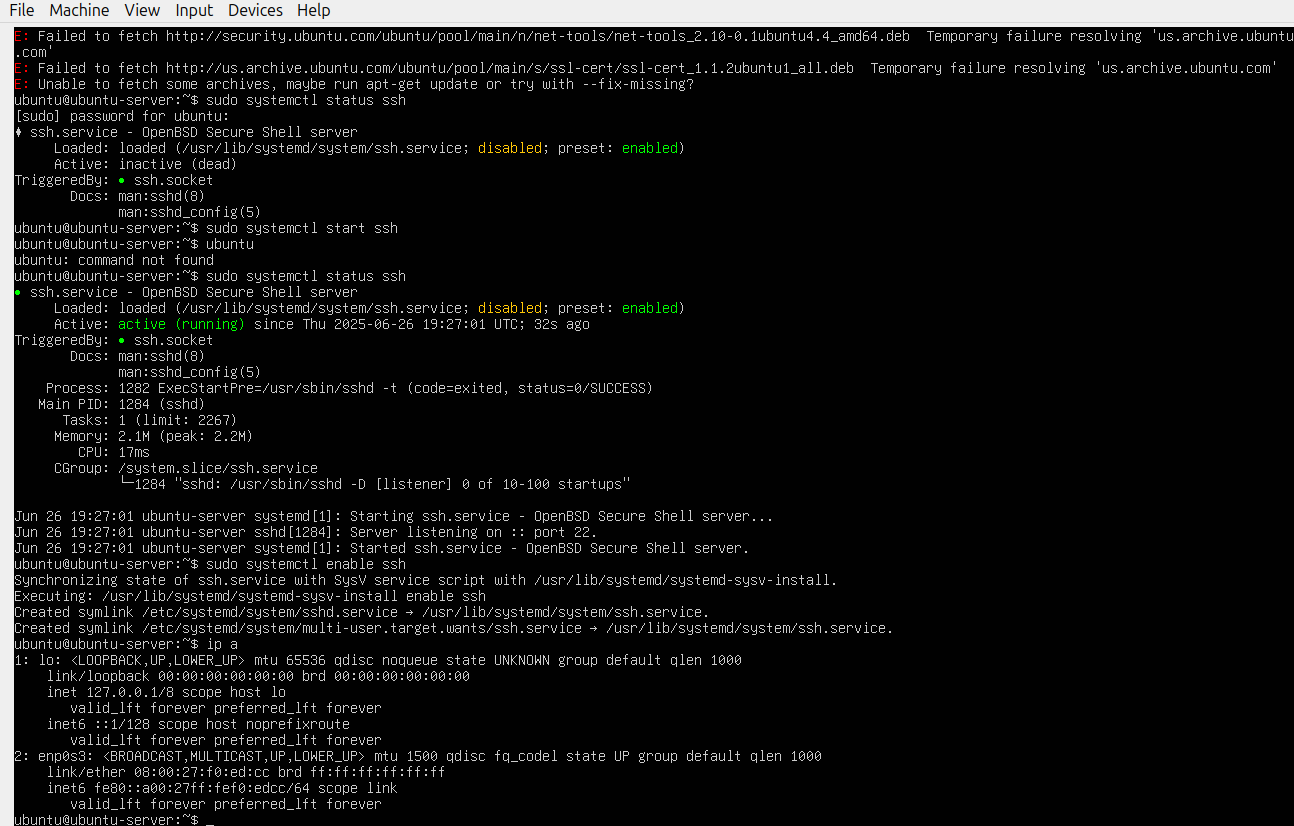 File Machine View Input Devices Help
E: Failed to fetch http://security.ubuntu.com/ubuntu/pool/main/n/net-tools/net-tools_2.10-0.1ubuntu4.4_amd64.deb  Temporary failure resolving 'us.archive.ubuntu
.com'
E: Failed to fetch http://us.archive.ubuntu.com/ubuntu/pool/main/s/ssl-cert/ssl-cert_1.1.2ubuntu1_all.deb  Temporary failure resolving 'us.archive.ubuntu.com'
E: Unable to fetch some archives, maybe run apt-get update or try with --fix-missing?
ubuntu@ubuntu-server:~$ sudo systemctl status ssh
[sudo] password for ubuntu:
♦ ssh.service - OpenBSD Secure Shell server
     Loaded: loaded (/usr/lib/systemd/system/ssh.service; disabled; preset: enabled)
     Active: inactive (dead)
TriggeredBy: ● ssh.socket
       Docs: man:sshd(8)
             man:sshd_config(5)
ubuntu@ubuntu-server:~$ sudo systemctl start ssh
ubuntu@ubuntu-server:~$ ubuntu
ubuntu: command not found
ubuntu@ubuntu-server:~$ sudo systemctl status ssh
● ssh.service - OpenBSD Secure Shell server
     Loaded: loaded (/usr/lib/systemd/system/ssh.service; disabled; preset: enabled)
     Active: active (running) since Thu 2025-06-26 19:27:01 UTC; 32s ago
TriggeredBy: ● ssh.socket
       Docs: man:sshd(8)
             man:sshd_config(5)
    Process: 1282 ExecStartPre=/usr/sbin/sshd -t (code=exited, status=0/SUCCESS)
   Main PID: 1284 (sshd)
      Tasks: 1 (limit: 2267)
     Memory: 2.1M (peak: 2.2M)
        CPU: 17ms
     CGroup: /system.slice/ssh.service
             └─1284 "sshd: /usr/sbin/sshd -D [listener] 0 of 10-100 startups"
Jun 26 19:27:01 ubuntu-server systemd[1]: Starting ssh.service - OpenBSD Secure Shell server...
Jun 26 19:27:01 ubuntu-server sshd[1284]: Server listening on :: port 22.
Jun 26 19:27:01 ubuntu-server systemd[1]: Started ssh.service - OpenBSD Secure Shell server.
ubuntu@ubuntu-server:~$ sudo systemctl enable ssh
Synchronizing state of ssh.service with SysV service script with /usr/lib/systemd/systemd-sysv-install.
Executing: /usr/lib/systemd/systemd-sysv-install enable ssh
Created symlink /etc/systemd/system/sshd.service → /usr/lib/systemd/system/ssh.service.
Created symlink /etc/systemd/system/multi-user.target.wants/ssh.service → /usr/lib/systemd/system/ssh.service.
ubuntu@ubuntu-server:~$ ip a
1: lo: <LOOPBACK,UP,LOWER_UP> mtu 65536 qdisc noqueue state UNKNOWN group default qlen 1000
    link/loopback 00:00:00:00:00:00 brd 00:00:00:00:00:00
    inet 127.0.0.1/8 scope host lo
       valid_lft forever preferred_lft forever
    inet6 ::1/128 scope host noprefixroute
       valid_lft forever preferred_lft forever
2: enp0s3: <BROADCAST,MULTICAST,UP,LOWER_UP> mtu 1500 qdisc fq_codel state UP group default qlen 1000
    link/ether 08:00:27:f0:ed:cc brd ff:ff:ff:ff:ff:ff
    inet6 fe80::a00:27ff:fef0:edcc/64 scope link
       valid_lft forever preferred_lft forever
ubuntu@ubuntu-server:~$ _